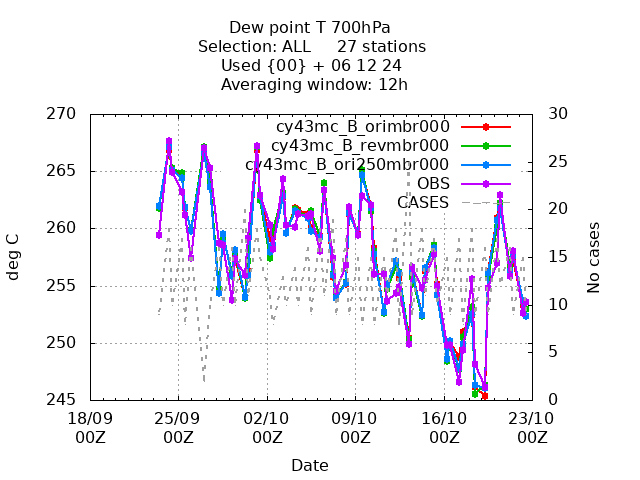 Dew point T 700hPa
Selection: ALL     27 stations
Used {00} + 06 12 24
Averaging window: 12h
270
265
260
255
250
245
deg C
30
25
20
15
10
5
0
No cases
cy43mc_B_orimbr000
cy43mc_B_revmbr000
cy43mc_B_ori250mbr000
OBS
CASES
18/09 25/09 02/10 09/10 16/10 23/10
00Z 00Z 00Z 00Z 00Z 00Z
Date